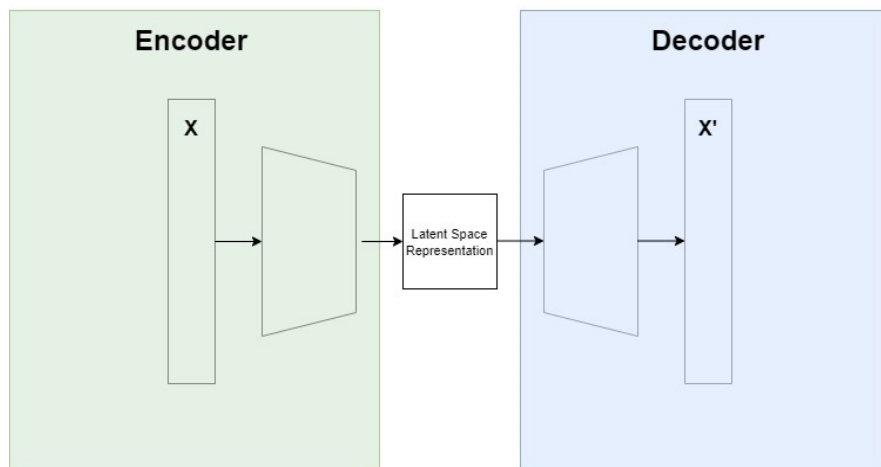 Encoder
Decoder
X
X'
Latent Space
Representation